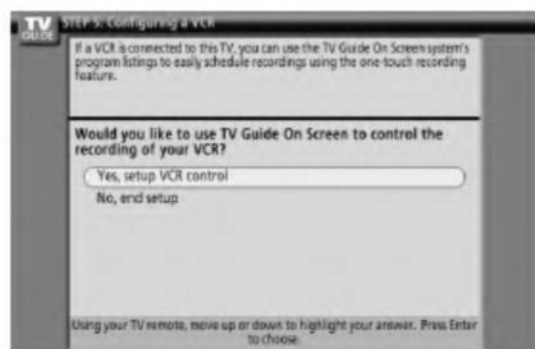 TV
GUIDE
STEP 5: Configuring a VCR
If a VCR is connected to this TV, you can use the TV Guide On Screen system's
program listings to easily schedule recordings using the one-touch recording
feature.
Would you like to use TV Guide On Screen to control the
recording of your VCR?
Yes, setup VCR control
No, end setup
Using your TV remote, move up or down to highlight your answer. Press Enter
to choose.